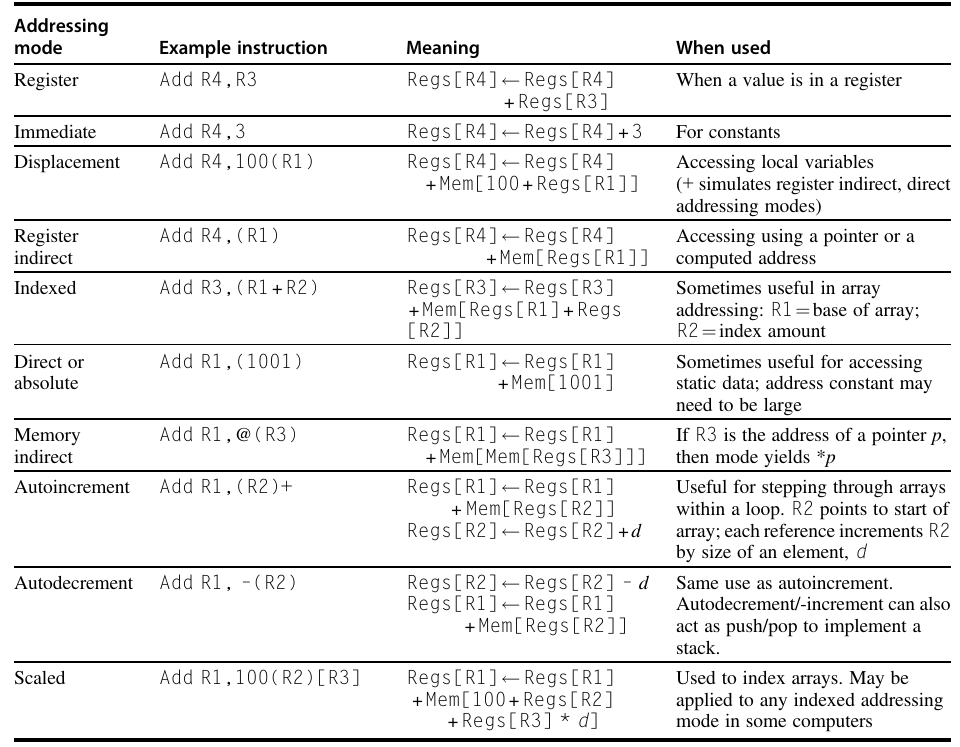 Addressing mode Example instruction Meaning When used
Register Add R4,R3 Regs[R4]←Regs[R4] When a value is in a register
+Regs[R3]
Immediate Add R4,3 Regs[R4]←Regs[R4]+3 For constants
Displacement Add R4,100(R1) Regs[R4]←Regs[R4] Accessing local variables
+Mem[100+Regs[R1]] (+ simulates register indirect, direct
addressing modes)
Register Add R4,(R1) Regs[R4]←Regs[R4] Accessing using a pointer or a
indirect +Mem[Regs[R1]] computed address
Indexed Add R3,(R1+R2) Regs[R3]←Regs[R3] Sometimes useful in array
+Mem[Regs[R1]+Regs addressing: R1=base of array;
[R2]] R2=index amount
Direct or Add R1,(1001) Regs[R1]←Regs[R1] Sometimes useful for accessing
absolute +Mem[1001] static data; address constant may
need to be large
Memory Add R1,@(R3) Regs[R1]←Regs[R1] If R3 is the address of a pointer p,
indirect +Mem[Mem[Regs[R3]]] then mode yields *p
Autoincrement Add R1,(R2)+ Regs[R1]←Regs[R1] Useful for stepping through arrays
+Mem[Regs[R2]] within a loop. R2 points to start of
Regs[R2]←Regs[R2]+d array; each reference increments R2
by size of an element, d
Autodecrement Add R1, -(R2) Regs[R2]←Regs[R2] - d Same use as autoincrement.
Regs[R1]←Regs[R1] Autodecrement/-increment can also
+Mem[Regs[R2]] act as push/pop to implement a
stack.
Scaled Add R1,100(R2)[R3] Regs[R1]←Regs[R1] Used to index arrays. May be
+Mem[100+Regs[R2] applied to any indexed addressing
+Regs[R3] * d] mode in some computers